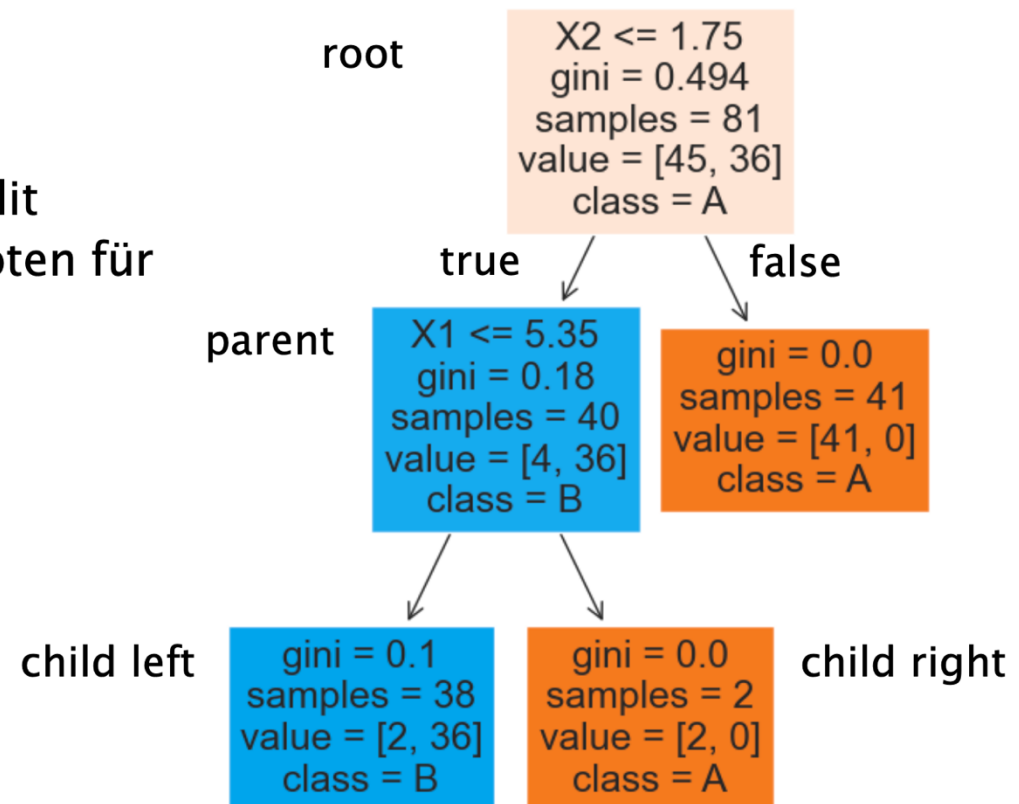 root
X2 <= 1.75
gini = 0.494
samples = 81
value = [45, 36]
class = A
für
true
false
parent
X1 <= 5.35
gini = 0.18
samples = 40
value = [4, 36]
class = B
gini = 0.0
samples = 41
value = [41, 0]
class = A
child left
gini = 0.1
samples = 38
value = [2, 36]
class = B
gini = 0.0
samples = 2
value = [2, 0]
class = A
child right